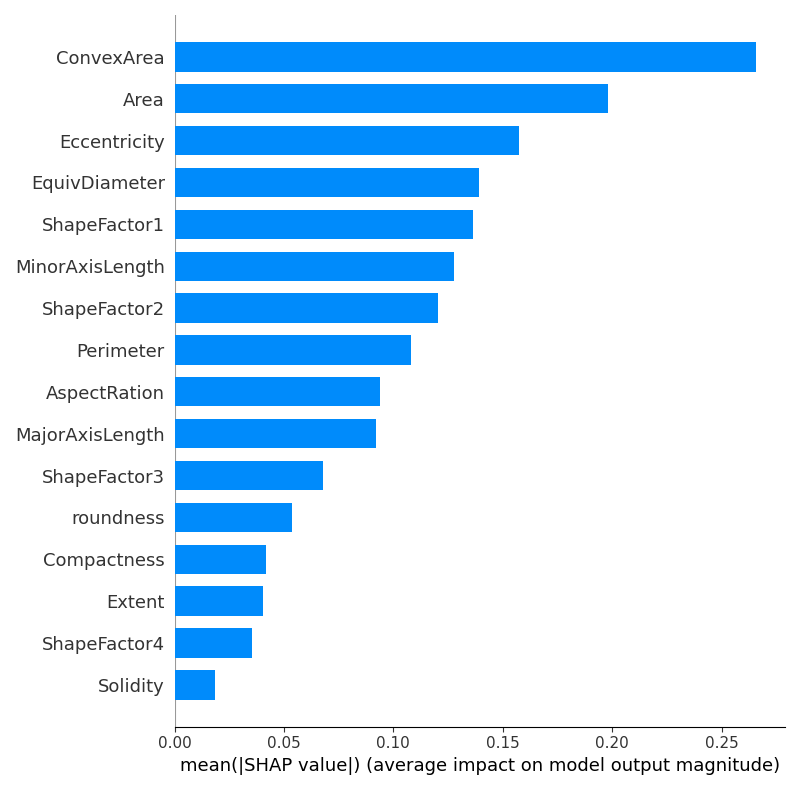 ConvexArea
Area
Eccentricity
EquivDiameter
ShapeFactor1
MinorAxisLength
ShapeFactor2
Perimeter
AspectRation
MajorAxisLength
ShapeFactor3
roundness
Compactness
Extent
ShapeFactor4
Solidity
0.00 0.05 0.10 0.15 0.20 0.25
mean(|SHAP value|) (average impact on model output magnitude)